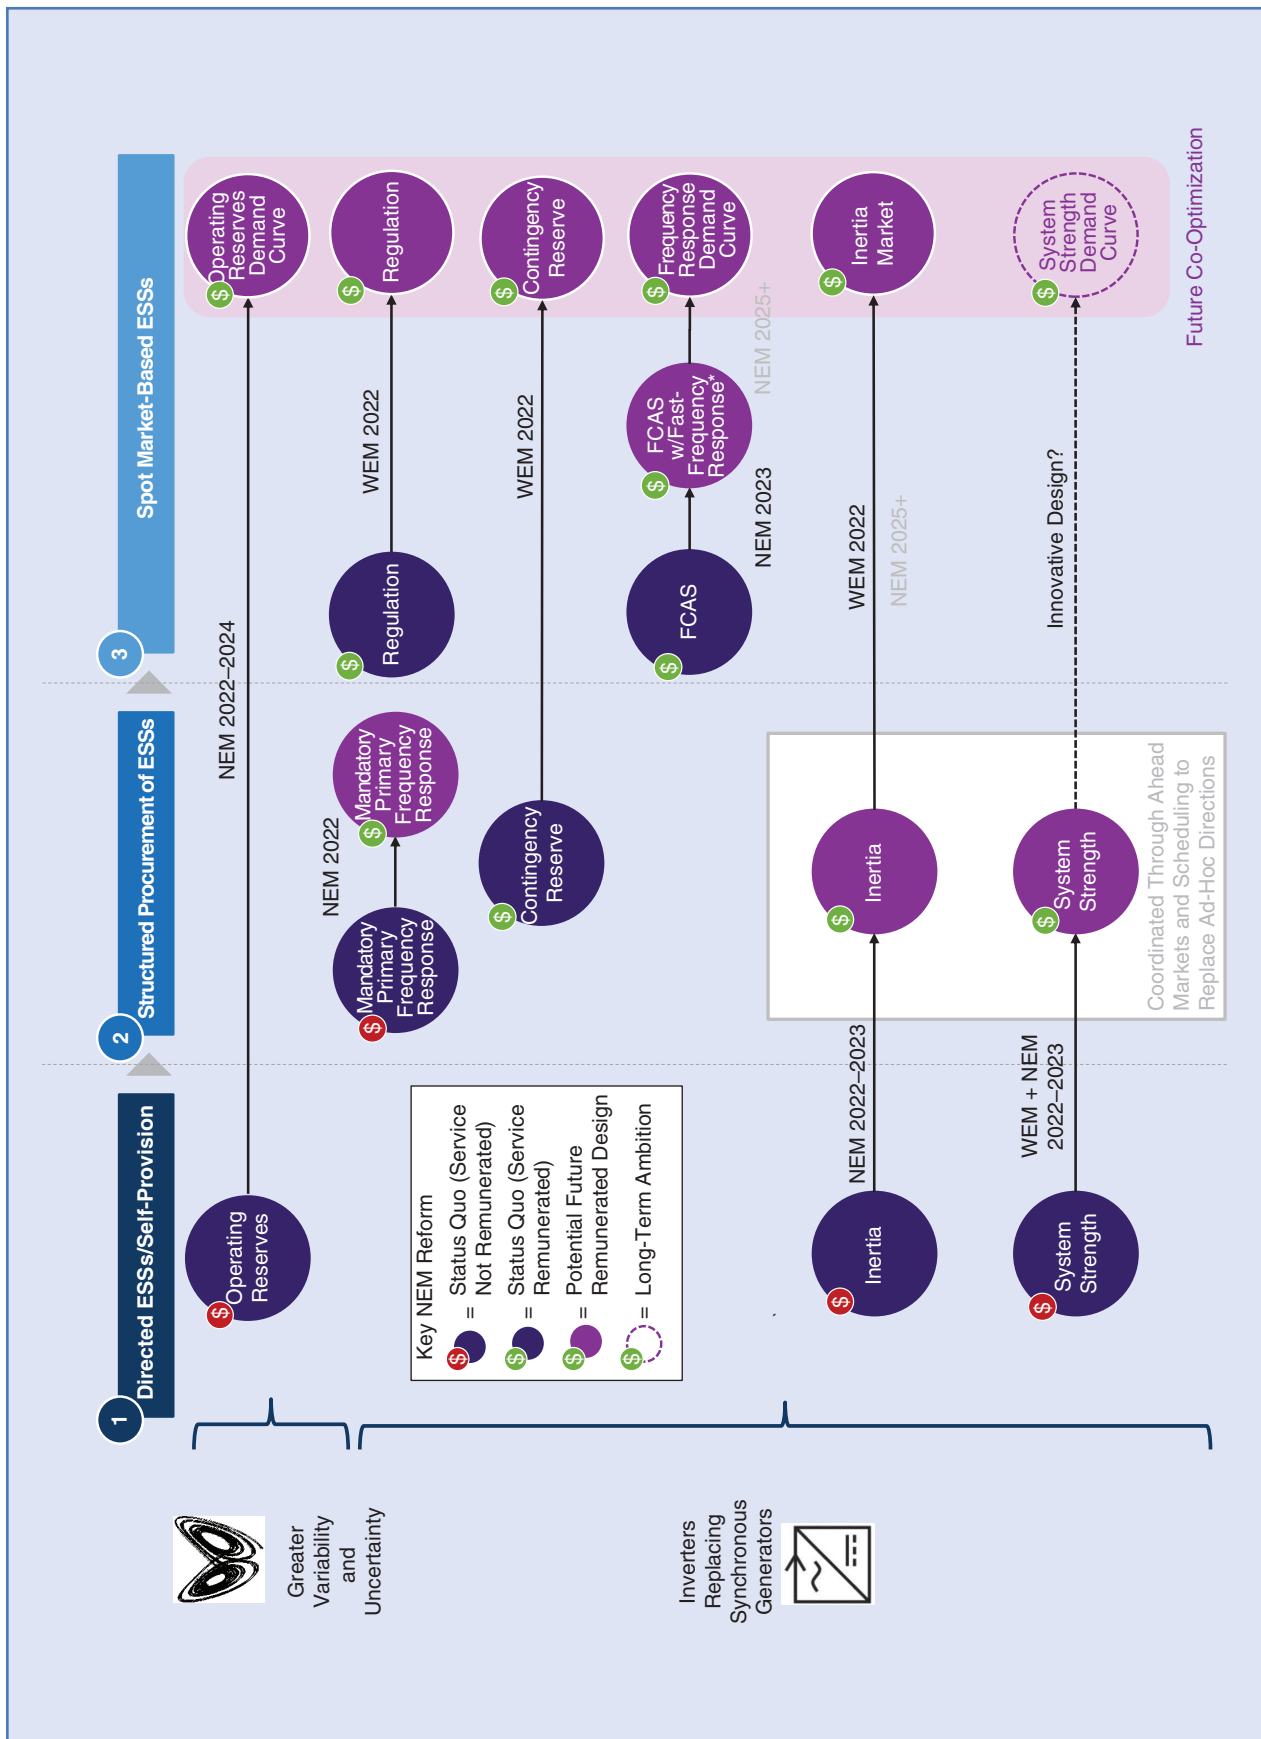 1
Directed ESSs/Self-Provision
2
Structured Procurement of ESSs
3
Spot Market-Based ESSs
Greater
Variability
and
Uncertainty
$
Operating
Reserves
NEM 2022–2024
$
Operating
Reserves
Demand
Curve
$
Mandatory
Primary
Frequency
Response
NEM 2022
$
Mandatory
Primary
Frequency
Response
$
Regulation
WEM 2022
$
Regulation
$
Contingency
Reserve
WEM 2022
$
Contingency
Reserve
Key NEM Reform
$
= Status Quo (Service
Not Remunerated)
$
= Status Quo (Service
Remunerated)
$
= Potential Future
Remunerated Design
$
= Long-Term Ambition
Inverters
Replacing
Synchronous
Generators
$
FCAS
NEM 2023
$
FCAS
w/Fast-
Frequency
Response*
NEM 2025+
$
Frequency
Response
Demand
Curve
$
Inertia
NEM 2022–2023
$
Inertia
WEM 2022
NEM 2025+
$
Inertia
Market
$
System
Strength
WEM + NEM
2022–2023
$
System
Strength
Innovative Design?
$
System
Strength
Demand
Curve
Coordinated Through Ahead
Markets and Scheduling to
Replace Ad-Hoc Directions
Future Co-Optimization